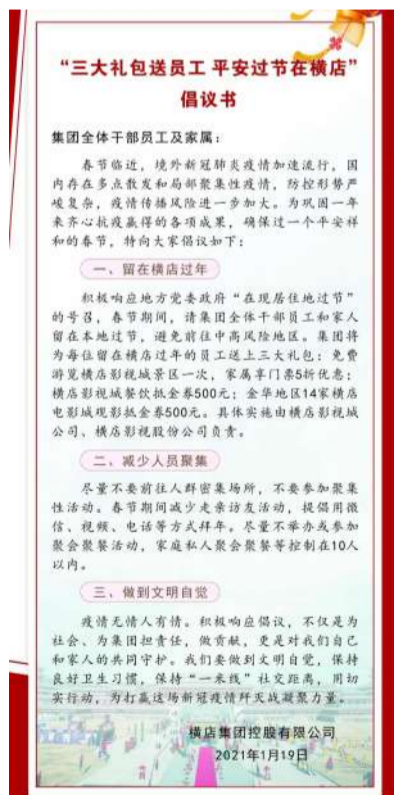 “三大礼包送员工 平安过节在横店”
倡议书
集团全体干部员工及家属：
春节临近，境外新冠肺炎疫情加速流行，国
内存在多点散发和局部聚集性疫情，防控形势严
峻复杂，疫情传播风险进一步加大。为巩固一年
来齐心抗疫赢得的各项成果，确保过一个平安祥
和的春节，特向大家倡议如下：
一、留在横店过年
积极响应地方党委政府“在现居住地过节”
的号召，春节期间，请集团全体干部员工和家人
留在本地过节，避免前往中高风险地区。集团将
为每位留在横店过年的员工送上三大礼包：免费
游览横店影视城景区一次，家属享门票5折优惠；
横店影视城餐饮抵金券500元；金华地区14家横店
电影城观影抵金券500元。具体实施由横店影视城
公司、横店影视股份公司负责。
二、减少人员聚集
尽量不要前往人群密集场所，不要参加聚集
性活动。春节期间减少走亲访友活动，提倡用微
信、视频、电话等方式拜年。尽量不举办或参加
聚会聚餐活动，家庭私人聚会聚餐等控制在10人
以内。
三、做到文明自觉
疫情无情人有情。积极响应倡议，不仅是为
社会、为集团担责任，做贡献，更是对我们自己
和家人的共同守护。我们要做到文明自觉，保持
良好卫生习惯，保持“一米线”社交距离，用切
实行动，为打赢这场新冠疫情歼灭战凝聚力量。
横店集团控股有限公司
2021年1月19日